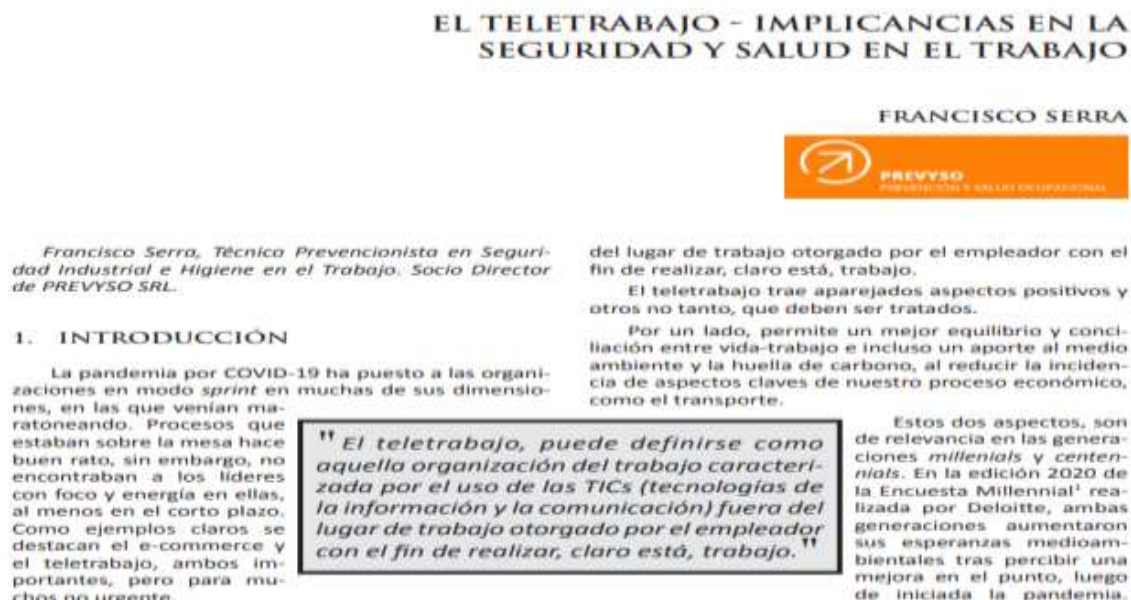 EL TELETRABAJO - IMPLICANCIAS EN LA
SEGURIDAD Y SALUD EN EL TRABAJO
FRANCISCO SERRA
PREVYSO
PREVENCIÓN Y SALUD OCUPACIONAL
Francisco Serra, Técnico Prevencionista en Seguri-
dad Industrial e Higiene en el Trabajo. Socio Director
de PREVYSO SRL.
1. INTRODUCCIÓN
La pandemia por COVID-19 ha puesto a las organi-
zaciones en modo sprint en muchas de sus dimensio-
nes, en las que venían ma-
ratoneando. Procesos que
estaban sobre la mesa hace
buen rato, sin embargo, no
encontraban a los líderes
con foco y energía en ellas,
al menos en el corto plazo.
Como ejemplos claros se
destacan el e-commerce y
el teletrabajo, ambos im-
portantes, pero para mu-
chos no urgente.
"El teletrabajo, puede definirse como
aquella organización del trabajo caracteri-
zada por el uso de las TICs (tecnologías de
la información y la comunicación) fuera del
lugar de trabajo otorgado por el empleador
con el fin de realizar, claro está, trabajo."
del lugar de trabajo otorgado por el empleador con el
fin de realizar, claro está, trabajo.
El teletrabajo trae aparejados aspectos positivos y
otros no tanto, que deben ser tratados.
Por un lado, permite un mejor equilibrio y conci-
liación entre vida-trabajo e incluso un aporte al medio
ambiente y la huella de carbono, al reducir la inciden-
cia de aspectos claves de nuestro proceso económico,
como el transporte.
Estos dos aspectos, son
de relevancia en las genera-
ciones millenials y centen-
nials. En la edición 2020 de
la Encuesta Millennial¹ rea-
lizada por Deloitte, ambas
generaciones aumentaron
sus esperanzas medioam-
bientales tras percibir una
mejora en el punto, luego
de iniciada la pandemia.